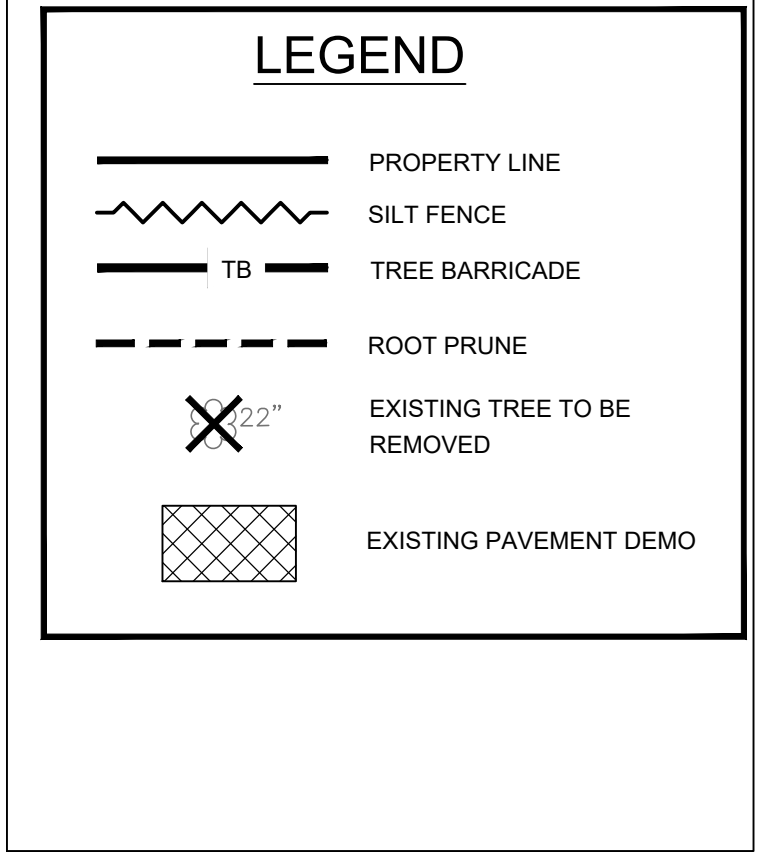 LEGEND
PROPERTY LINE
SILT FENCE
TB TREE BARRICADE
ROOT PRUNE
22” EXISTING TREE TO BE
REMOVED
EXISTING PAVEMENT DEMO